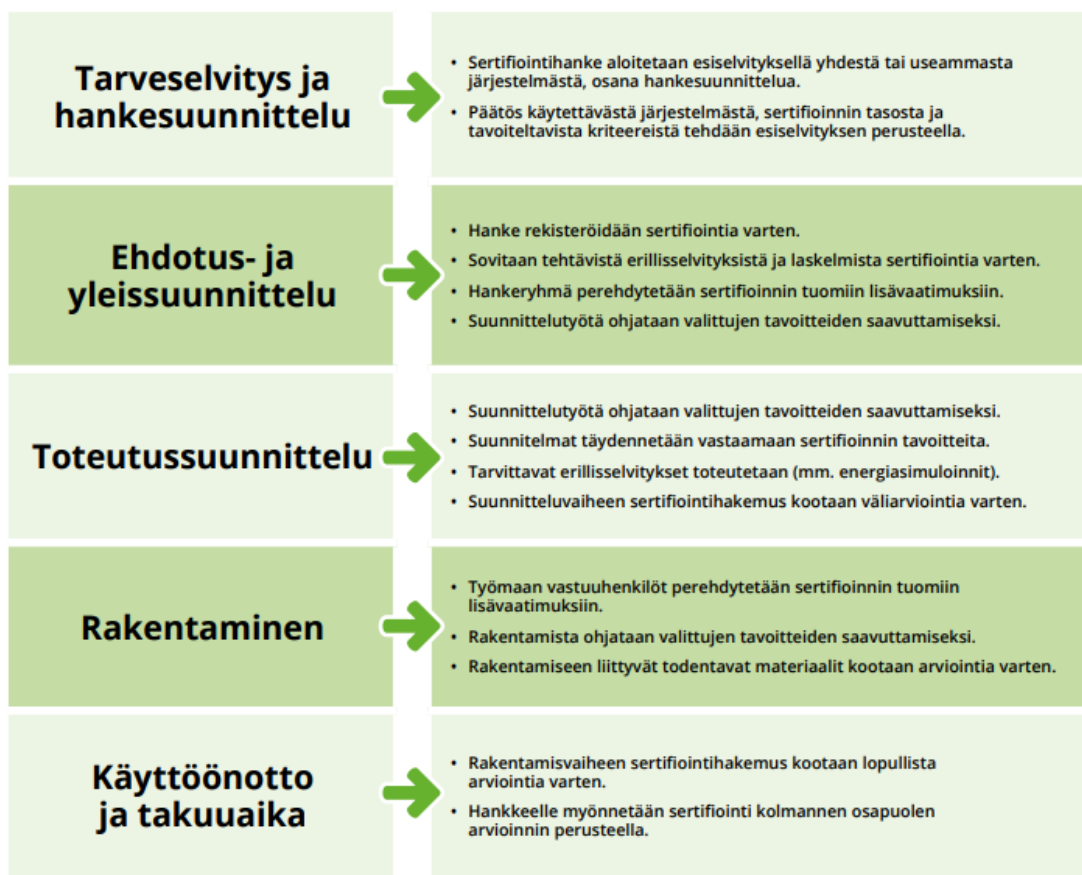 Tarveselvitys ja
hankesuunnittelu
• Sertifiointihanke aloitetaan esiselvityksellä yhdestä tai useammasta
järjestelmästä, osana hankesuunnittelua.
• Päätös käytettävästä järjestelmästä, sertifioinnin tasosta ja
tavoiteltavista kriteereistä tehdään esiselvityksen perusteella.
Ehdotus- ja
yleissuunnittelu
• Hanke rekisteröidään sertifiointia varten.
• Sovitaan tehtävistä erillisselvityksistä ja laskelmista sertifiointia varten.
• Hankeryhmä perehdytetään sertifioinnin tuomiin lisävaatimuksiin.
• Suunnittelutyötä ohjataan valittujen tavoitteiden saavuttamiseksi.
Toteutussuunnittelu
• Suunnittelutyötä ohjataan valittujen tavoitteiden saavuttamiseksi.
• Suunnitelmat täydennetään vastaamaan sertifioinnin tavoitteita.
• Tarvittavat erillisselvitykset toteutetaan (mm. energiasimuloinnit).
• Suunnitteluvaiheen sertifiointihakemus kootaan väliarviointia varten.
Rakentaminen
• Työmaan vastuuhenkilöt perehdytetään sertifioinnin tuomiin
lisävaatimuksiin.
• Rakentamista ohjataan valittujen tavoitteiden saavuttamiseksi.
• Rakentamiseen liittyvät todentavat materiaalit kootaan arviointia varten.
Käyttöönotto
ja takuuaika
• Rakentamisvaiheen sertifiointihakemus kootaan lopullista
arviointia varten.
• Hankkeelle myönnetään sertifiointi kolmannen osapuolen
arvioinnin perusteella.